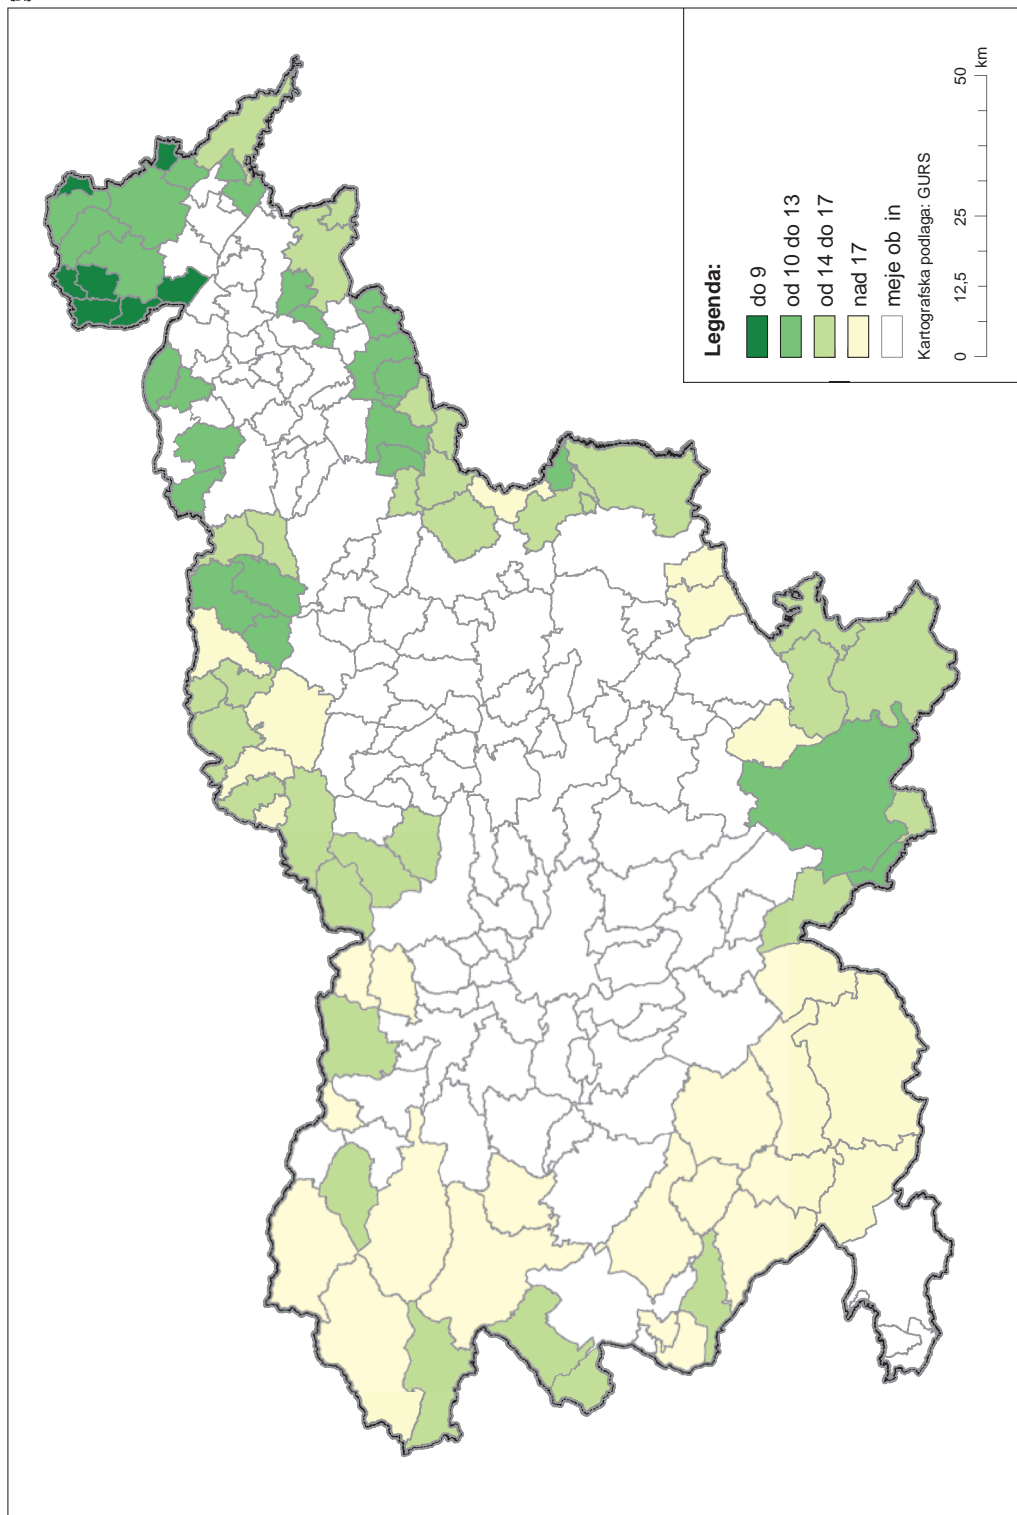 Legenda:
do 9
od 10 do 13
od 14 do 17
nad 17
meje ob in
Kartografska podlaga: GURS
0 12,5 25 50
km